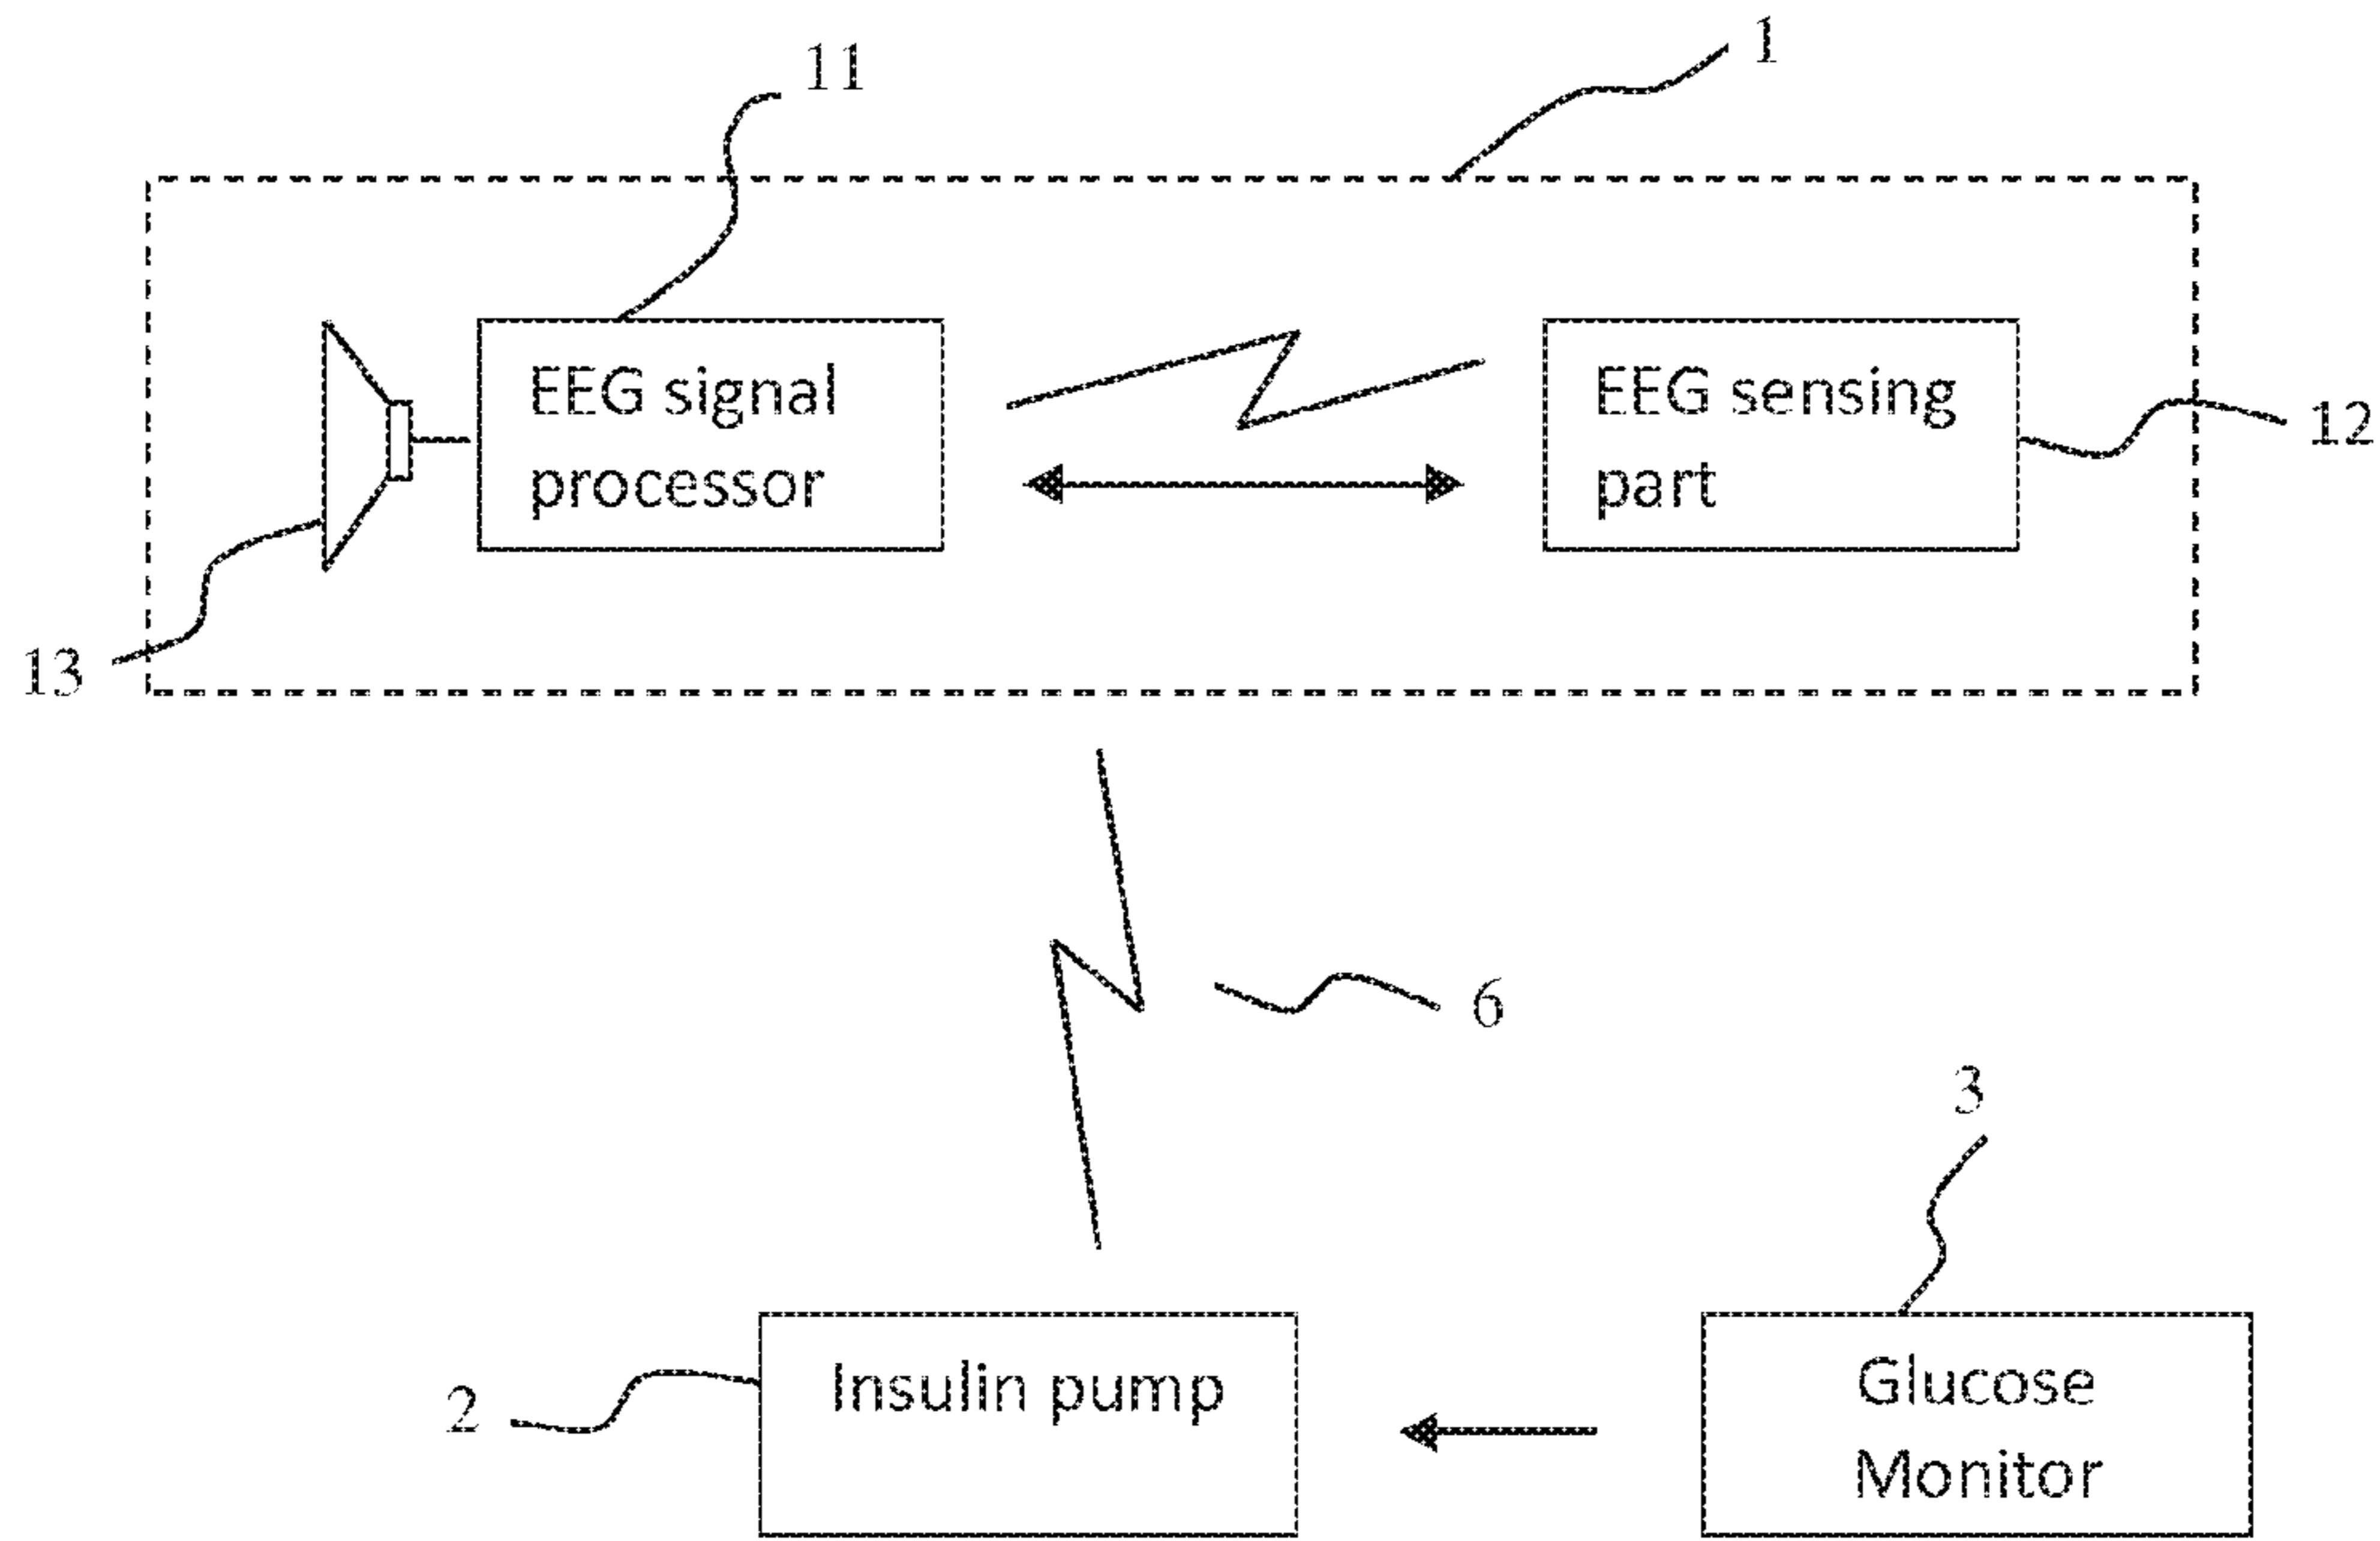 1
11
EEG signal
processor
EEG sensing
part
12
13
6
3
2
Insulin pump
Glucose
Monitor